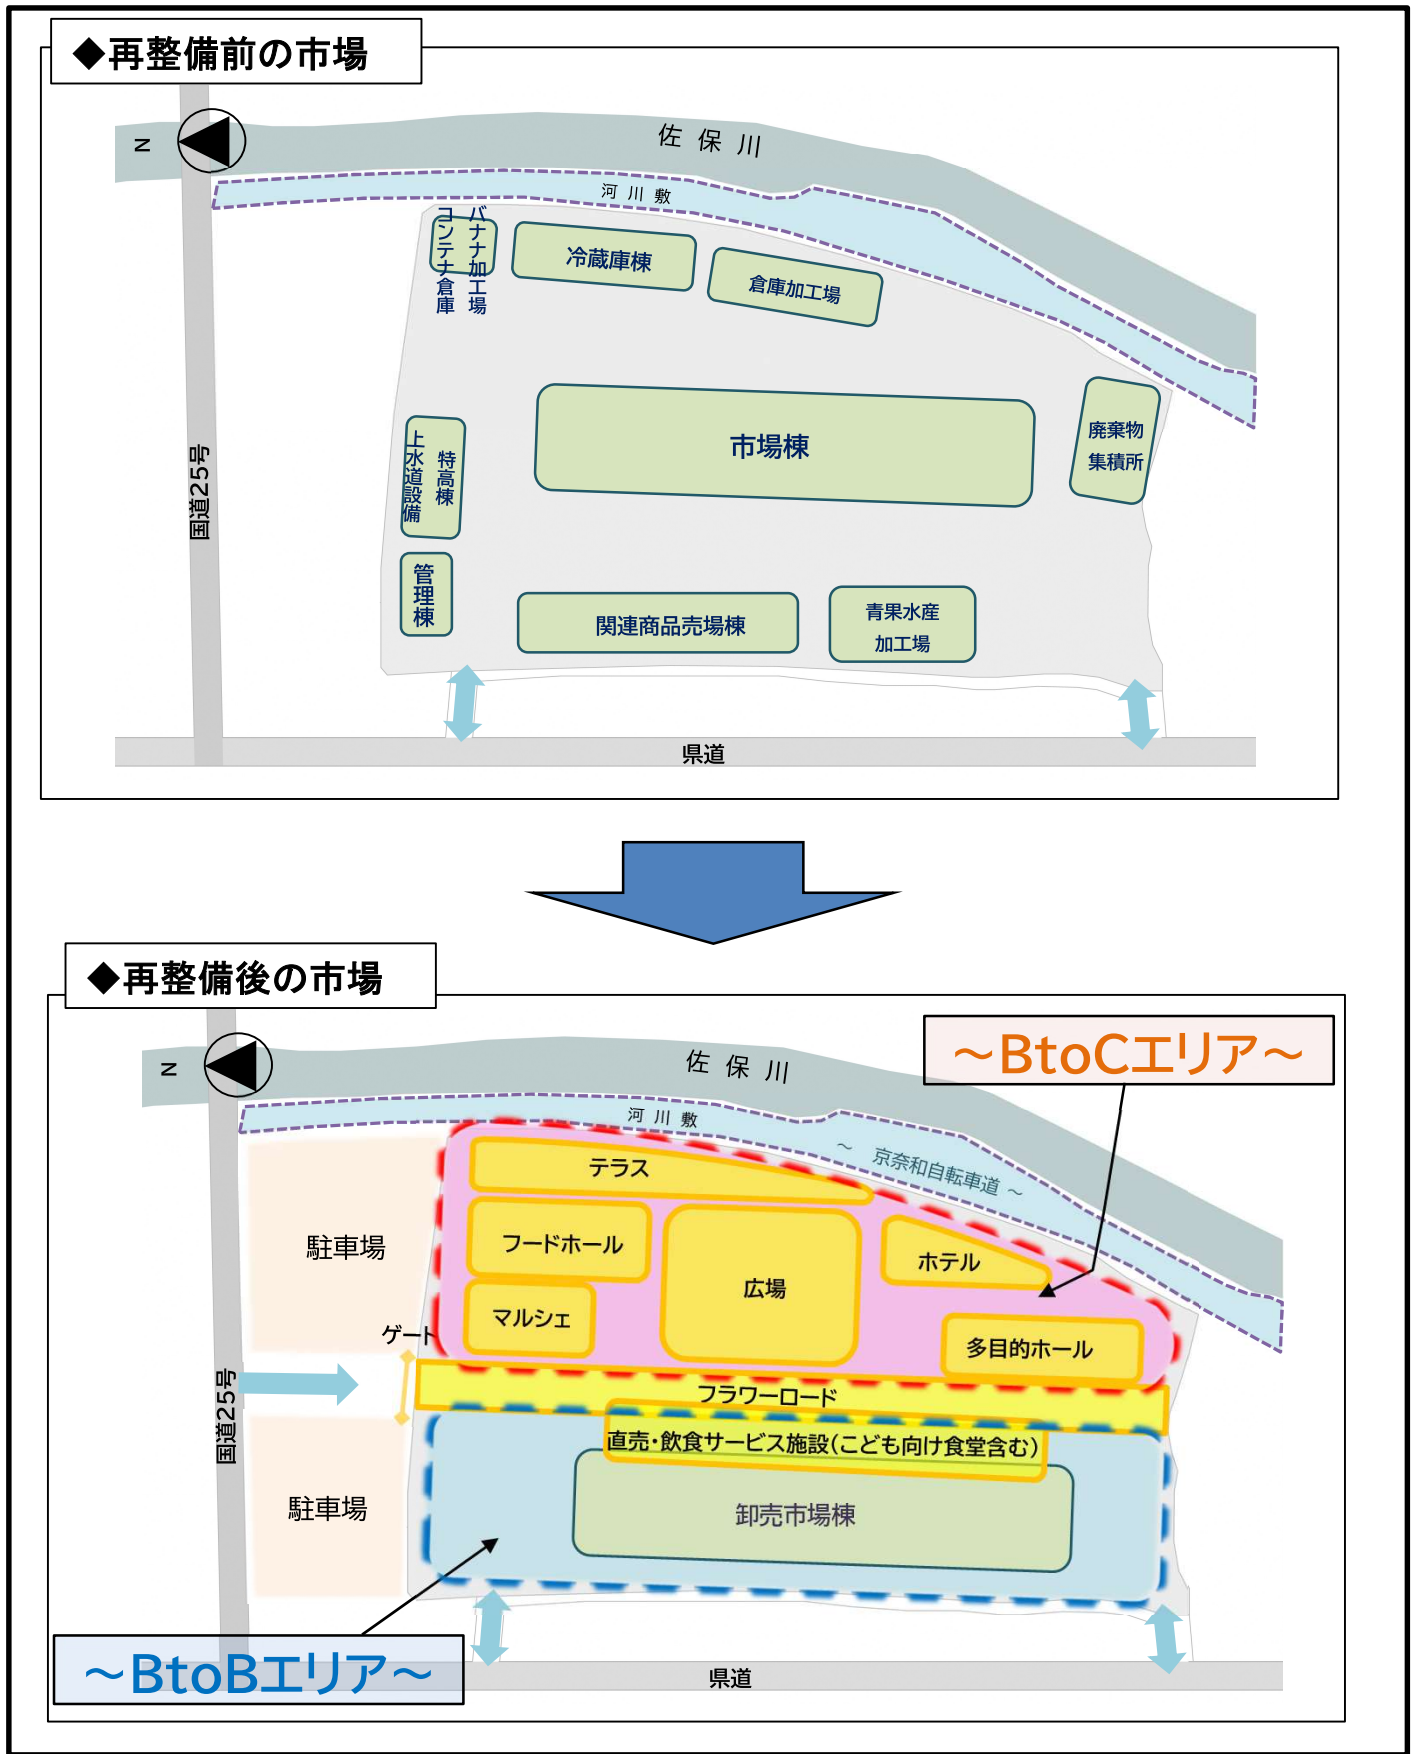 ◆再整備前の市場
N
佐保川
河川敷
バナナ加工場
コンテナ倉庫
冷蔵庫棟
倉庫加工場
市場棟
廃棄物
集積所
特高棟
上水道設備
管理棟
国道25号
関連商品売場棟
青果水産
加工場
県道
◆再整備後の市場
N
佐保川
～BtoCエリア～
河川敷
～ 京奈和自転車道 ～
テラス
駐車場
フードホール
広場
ホテル
マルシェ
多目的ホール
ゲート
フラワーロード
国道25号
直売・飲食サービス施設(こども向け食堂含む)
駐車場
卸売市場棟
～BtoBエリア～
県道